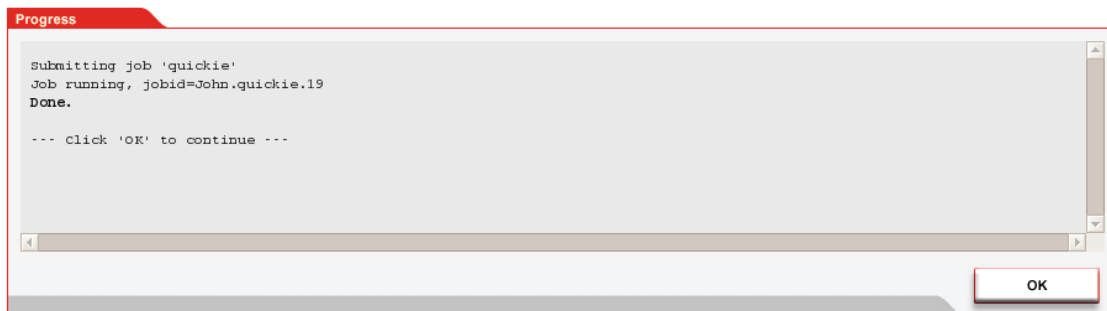 Progress
Submitting job 'quickie'
Job running, jobid=John.quickie.19
Done.
--- Click 'OK' to continue ---
OK